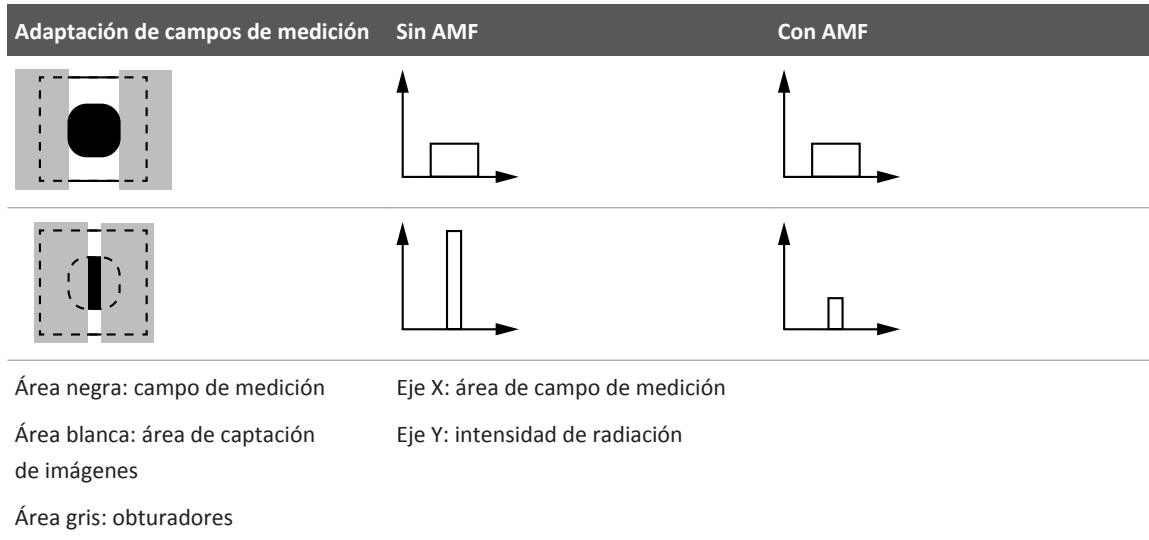 Adaptación de campos de medición Sin AMF Con AMF
Área negra: campo de medición
Eje X: área de campo de medición
Área blanca: área de captación
de imágenes
Eje Y: intensidad de radiación
Área gris: obturadores